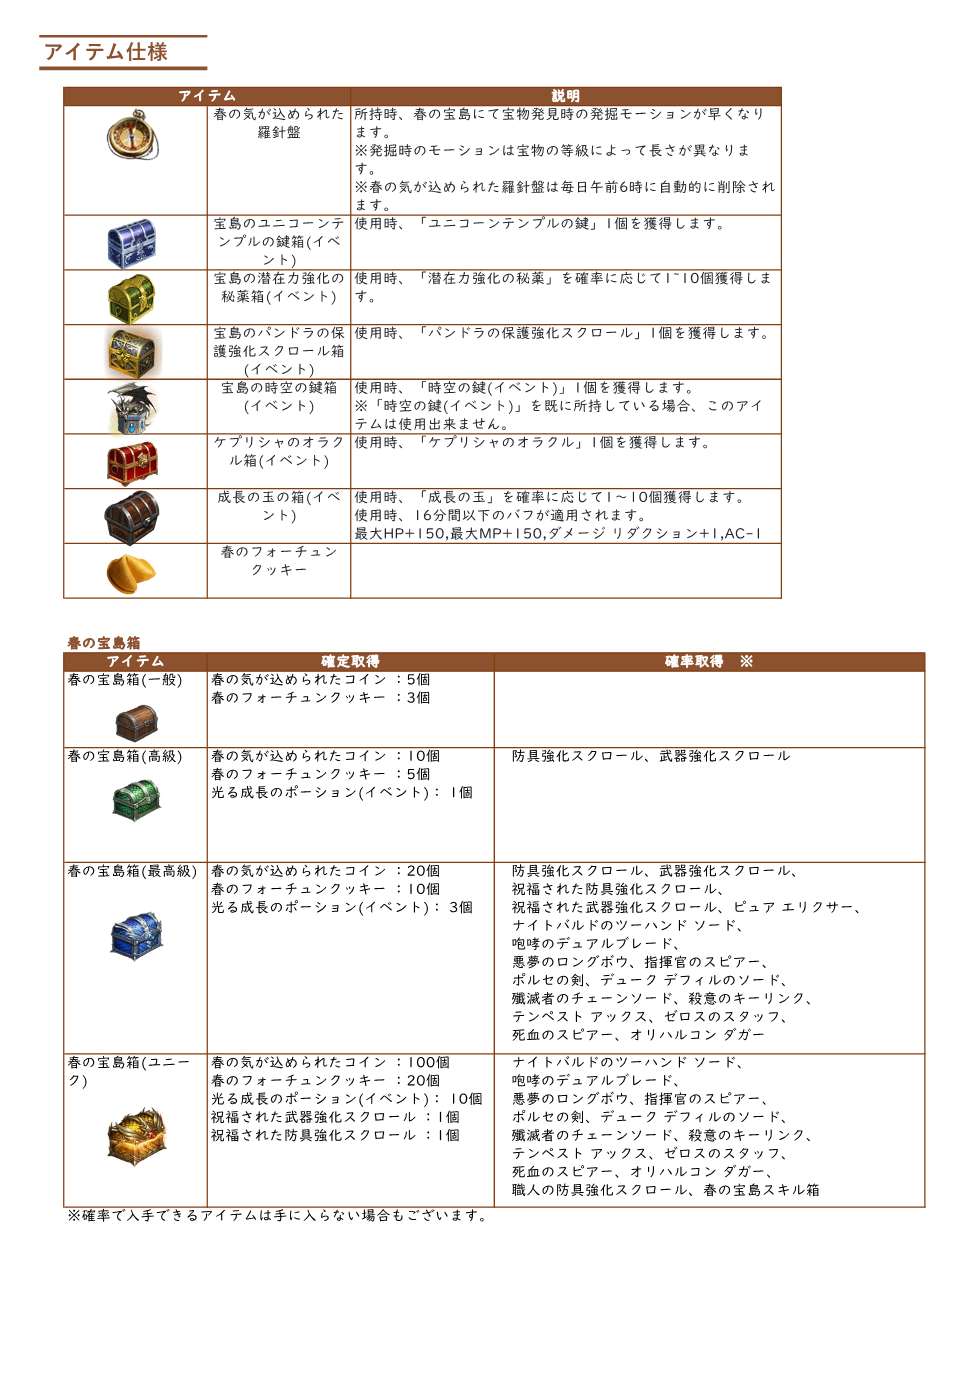 アイテム仕様
アイテム 説明
春の気が込められた
羅針盤
所持時、春の宝島にて宝物発見時の発掘モーションが早くなり
ます。
※発掘時のモーションは宝物の等級によって長さが異なりま
す。
※春の気が込められた羅針盤は毎日午前6時に自動的に削除され
ます。
宝島のユニコーンテ
ンプルの鍵箱(イベ
ント)
使用時、「ユニコーンテンプルの鍵」1個を獲得します。
宝島の潜在力強化の
秘薬箱(イベント)
使用時、「潜在力強化の秘薬」を確率に応じて1~10個獲得しま
す。
宝島のパンドラの保
護強化スクロール箱
(イベント)
使用時、「パンドラの保護強化スクロール」1個を獲得します。
宝島の時空の鍵箱
(イベント)
使用時、「時空の鍵(イベント)」1個を獲得します。
※「時空の鍵(イベント)」を既に所持している場合、このアイ
テムは使用出来ません。
ケプリシャのオラク
ル箱(イベント)
使用時、「ケプリシャのオラクル」1個を獲得します。
成長の玉の箱(イベ
ント)
使用時、「成長の玉」を確率に応じて1～10個獲得します。
使用時、16分間以下のバフが適用されます。
最大HP+150,最大MP+150,ダメージ リダクション+1,AC-1
春のフォーチュン
クッキー
春の宝島箱
アイテム 確定取得 確率取得 ※
春の宝島箱(一般)
春の気が込められたコイン ：5個
春のフォーチュンクッキー ：3個
春の宝島箱(高級)
春の気が込められたコイン ：10個
春のフォーチュンクッキー ：5個
光る成長のポーション(イベント)： 1個
防具強化スクロール、武器強化スクロール
春の宝島箱(最高級)
春の気が込められたコイン ：20個
春のフォーチュンクッキー ：10個
光る成長のポーション(イベント)： 3個
防具強化スクロール、武器強化スクロール、
祝福された防具強化スクロール、
祝福された武器強化スクロール、ピュア エリクサー、
ナイトバルドのツーハンド ソード、
咆哮のデュアルブレード、
悪夢のロングボウ、指揮官のスピアー、
ポルセの剣、デューク デフィルのソード、
殲滅者のチェーンソード、殺意のキーリンク、
テンペスト アックス、ゼロスのスタッフ、
死血のスピアー、オリハルコン ダガー
春の宝島箱(ユニー
ク)
春の気が込められたコイン ：100個
春のフォーチュンクッキー ：20個
光る成長のポーション(イベント)： 10個
祝福された武器強化スクロール ：1個
祝福された防具強化スクロール ：1個
ナイトバルドのツーハンド ソード、
咆哮のデュアルブレード、
悪夢のロングボウ、指揮官のスピアー、
ポルセの剣、デューク デフィルのソード、
殲滅者のチェーンソード、殺意のキーリンク、
テンペスト アックス、ゼロスのスタッフ、
死血のスピアー、オリハルコン ダガー、
職人の防具強化スクロール、春の宝島スキル箱
※確率で入手できるアイテムは手に入らない場合もございます。